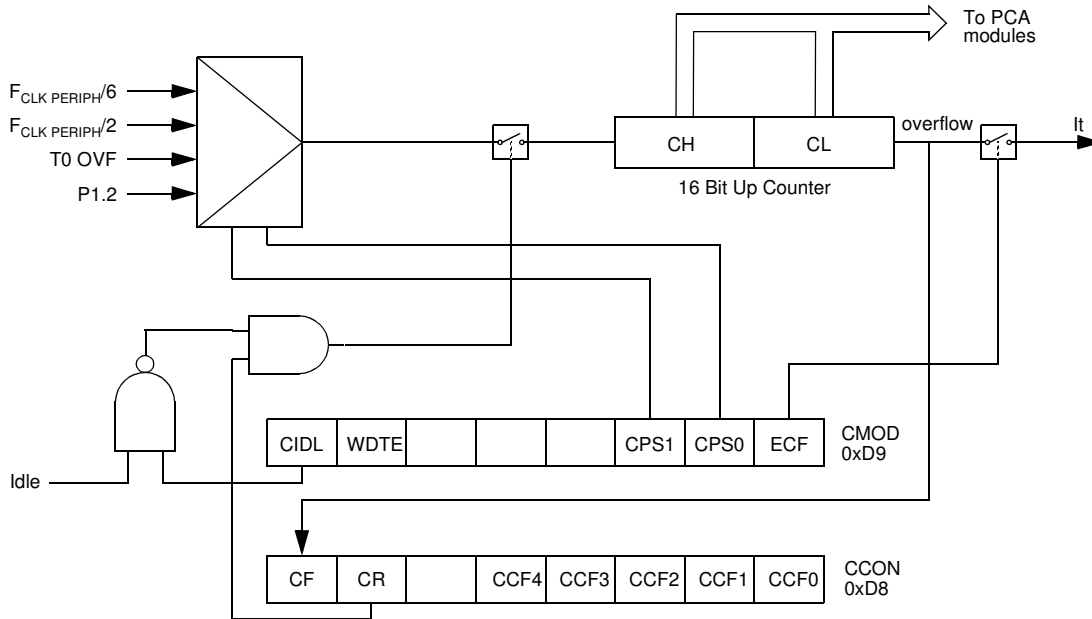 To PCA
modules
F_CLK PERIPH/6
F_CLK PERIPH/2
T0 OVF
P1.2
CH
CL
overflow
It
16 Bit Up Counter
CIDL
WDTE
CPS1
CPS0
ECF
CMOD
0xD9
Idle
CF
CR
CCF4
CCF3
CCF2
CCF1
CCF0
CCON
0xD8